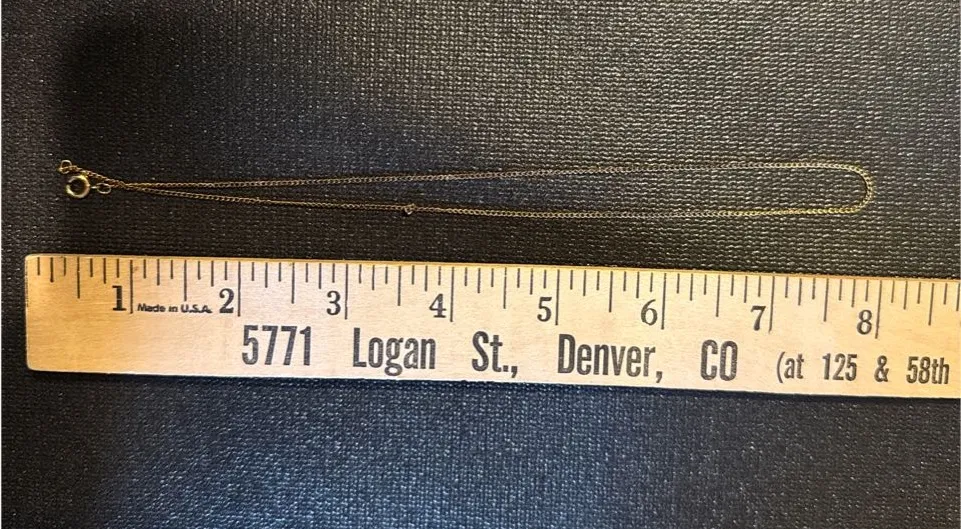 1 Made in U.S.A. 2 3 4 5 6 7 8
5771 Logan St., Denver, CO (at 125 & 58th